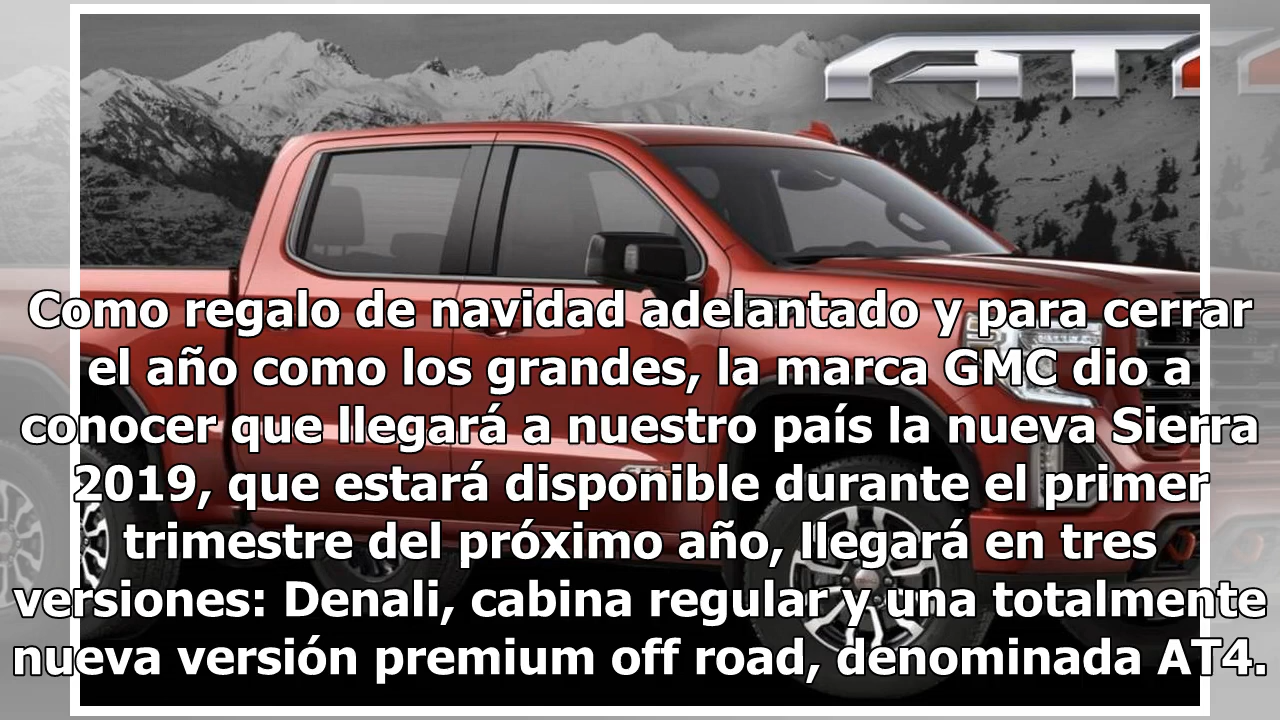 AT4
Como regalo de navidad adelantado y para cerrar
el año como los grandes, la marca GMC dio a
conocer que llegará a nuestro país la nueva Sierra
2019, que estará disponible durante el primer
trimestre del próximo año, llegará en tres
versiones: Denali, cabina regular y una totalmente
nueva versión premium off road, denominada AT4.